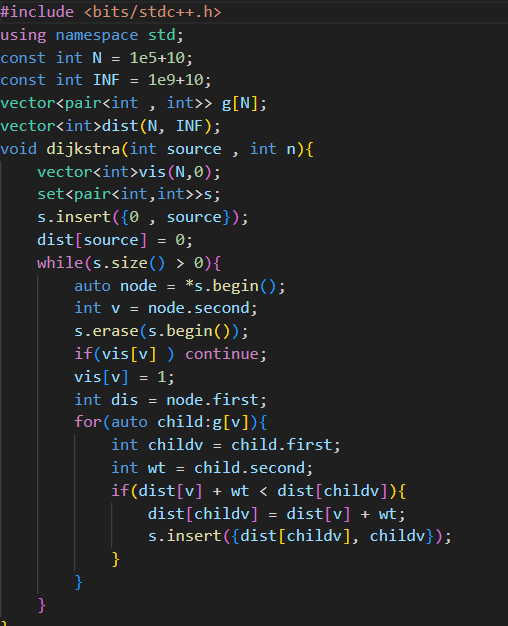 #include <bits/stdc++.h>
using namespace std;
const int N = 1e5+10;
const int INF = 1e9+10;
vector<pair<int , int>> g[N];
vector<int>dist(N, INF);
void dijkstra(int source , int n){
    vector<int>vis(N,0);
    set<pair<int,int>>s;
    s.insert({0 , source});
    dist[source] = 0;
    while(s.size() > 0){
        auto node = *s.begin();
        int v = node.second;
        s.erase(s.begin());
        if(vis[v] ) continue;
        vis[v] = 1;
        int dis = node.first;
        for(auto child:g[v]){
            int childv = child.first;
            int wt = child.second;
            if(dist[v] + wt < dist[childv]){
                dist[childv] = dist[v] + wt;
                s.insert({dist[childv], childv});
            }
        }
    }
}